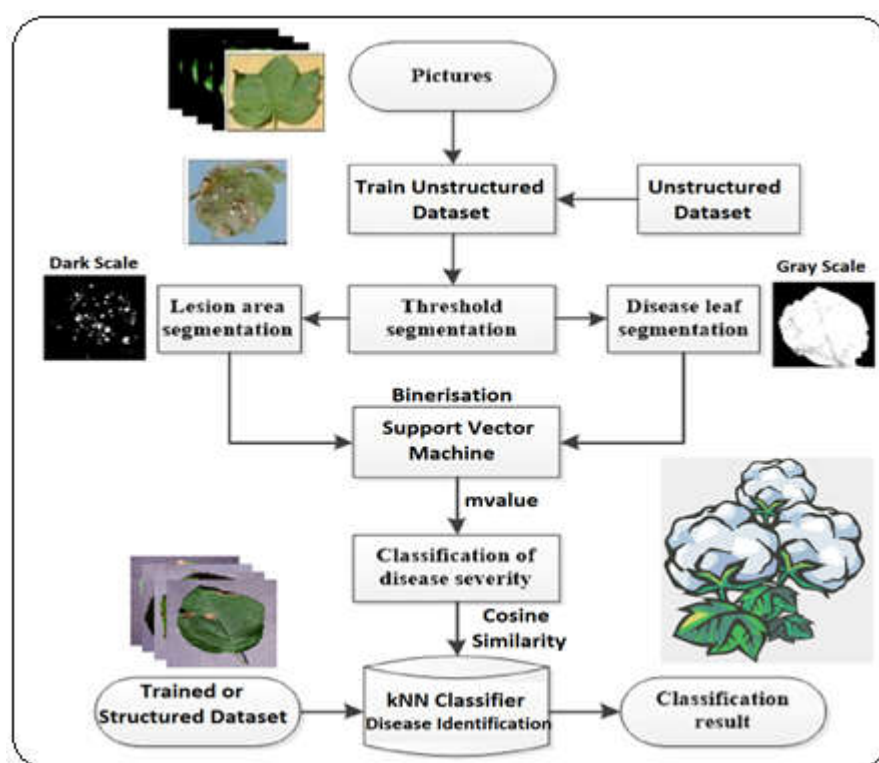 Pictures
Train Unstructured
Dataset
Unstructured
Dataset
Dark Scale
Gray Scale
Lesion area
segmentation
Threshold
segmentation
Disease leaf
segmentation
Binerisation
Support Vector
Machine
mvalue
Classification of
disease severity
Cosine
Similarity
Trained or
Structured Dataset
kNN Classifier
Disease Identification
Classification
result